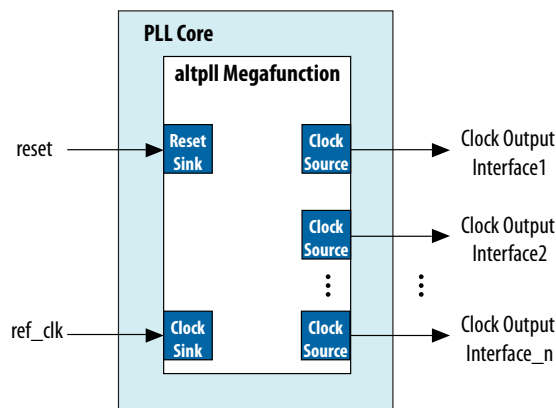 PLL Core
altpll Megafunction
reset
Reset
Sink
Clock
Source
Clock Output
Interface1
Clock
Source
Clock Output
Interface2
ref_clk
Clock
Sink
Clock
Source
Clock Output
Interface_n